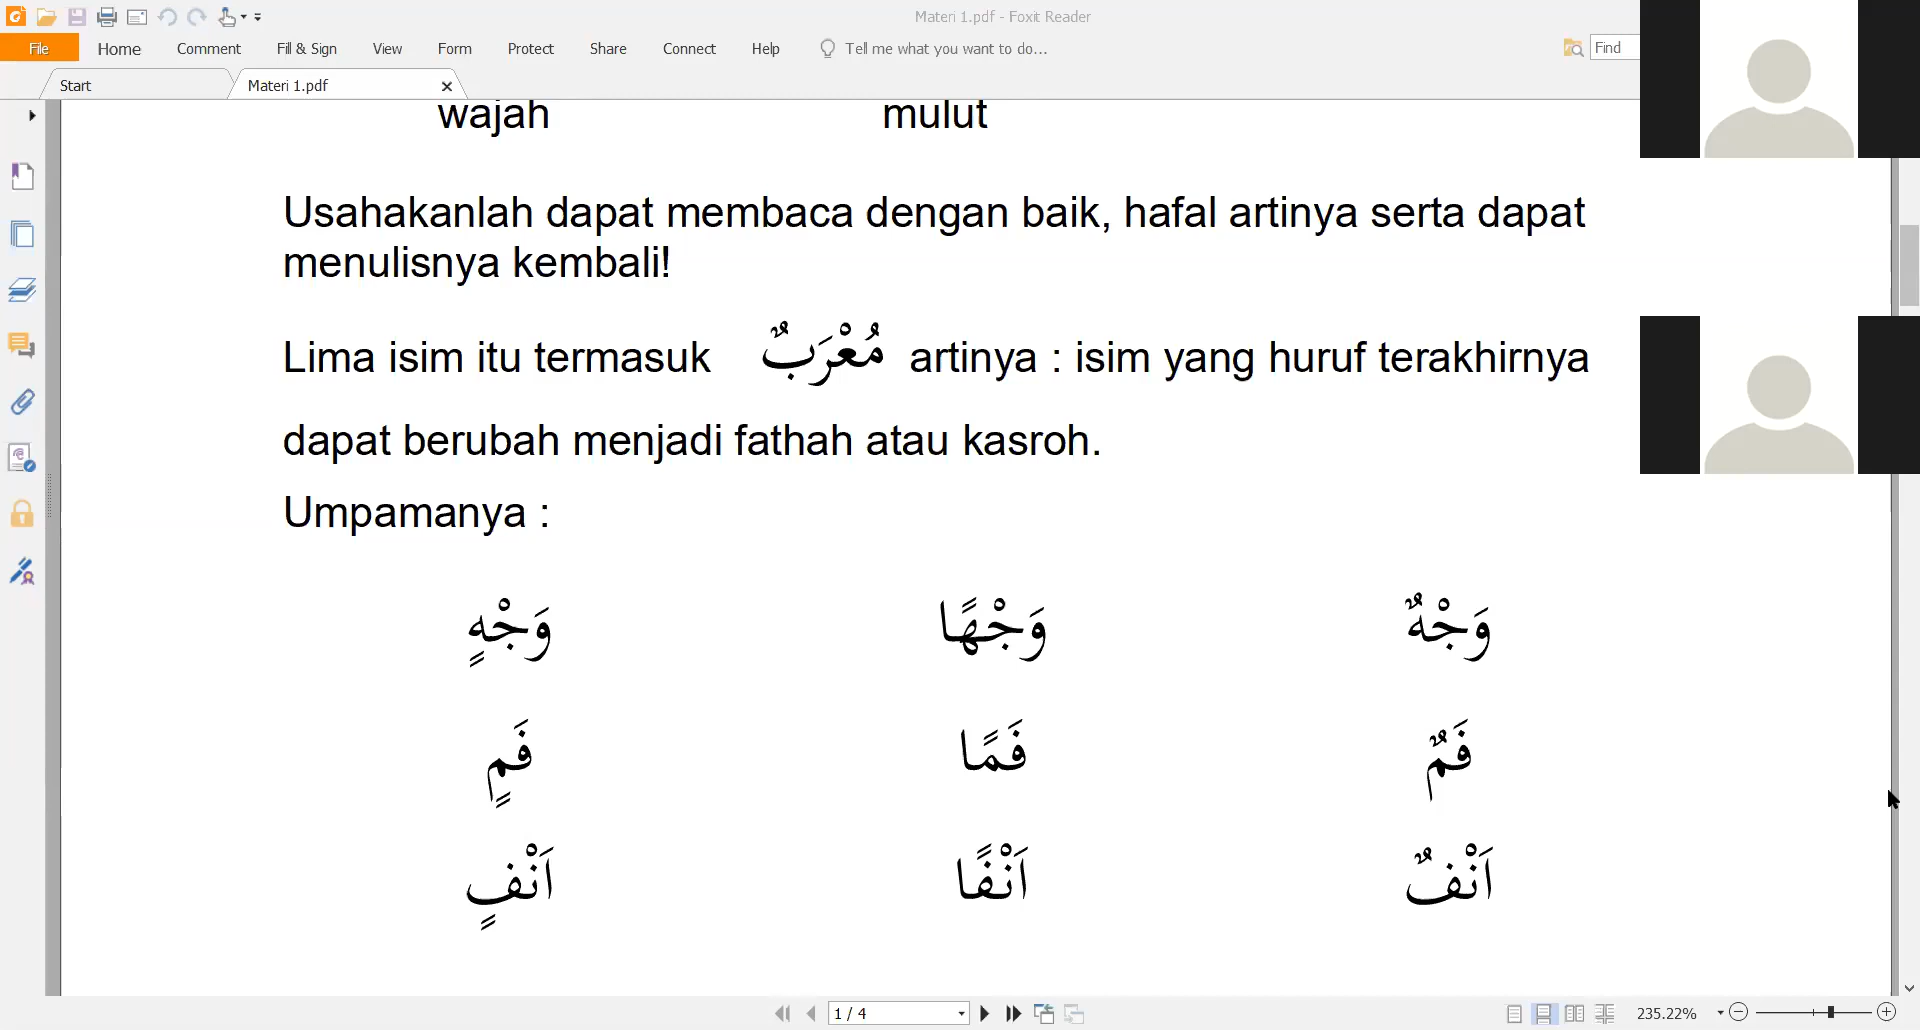 Materi 1.pdf - Foxit Reader
File Home Comment Fill & Sign View Form Protect Share Connect Help Tell me what you want to do... Find
Start Materi 1.pdf
wajah mulut
Usahakanlah dapat membaca dengan baik, hafal artinya serta dapat
menulisnya kembali!
Lima isim itu termasuk مُعْرَبٌ artinya : isim yang huruf terakhirnya
dapat berubah menjadi fathah atau kasroh.
Umpamanya :
وَجْهٌ وَجْهًا وَجْهٍ
فَمٌ فَمًا فَمٍ
اَنْفٌ اَنْفًا اَنْفٍ
1 / 4 235.22%